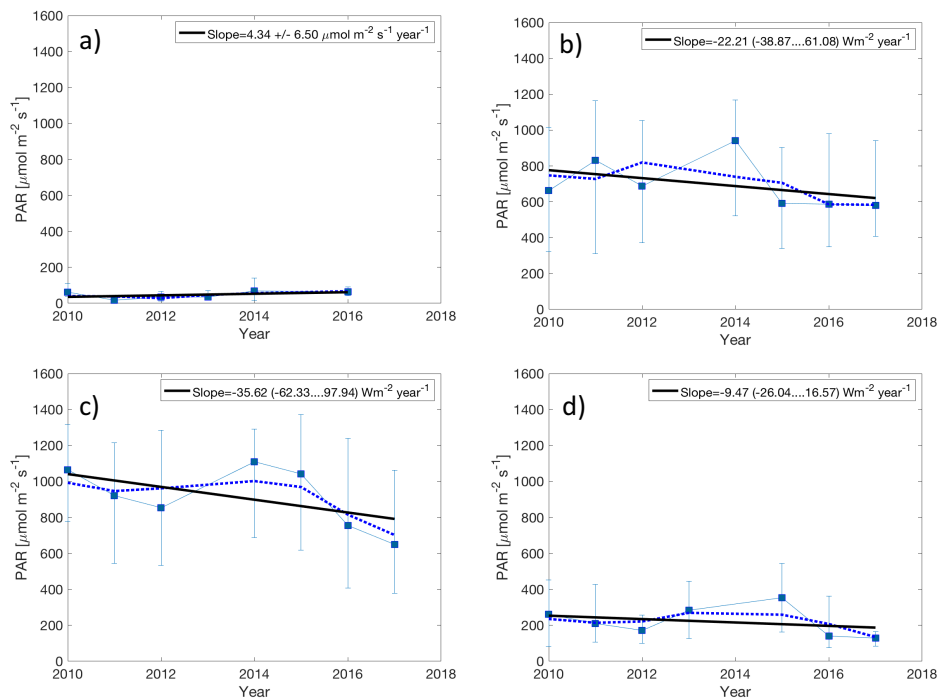 a)
Slope=4.34 +/- 6.50 μmol m⁻² s⁻¹ year⁻¹
PAR [μmol m⁻² s⁻¹]
1600
1400
1200
1000
800
600
400
200
0
2010 2012 2014 2016 2018
Year
b)
Slope=-22.21 (-38.87....61.08) Wm⁻² year⁻¹
PAR [μmol m⁻² s⁻¹]
1600
1400
1200
1000
800
600
400
200
0
2010 2012 2014 2016 2018
Year
c)
Slope=-35.62 (-62.33....97.94) Wm⁻² year⁻¹
PAR [μmol m⁻² s⁻¹]
1600
1400
1200
1000
800
600
400
200
0
2010 2012 2014 2016 2018
Year
d)
Slope=-9.47 (-26.04....16.57) Wm⁻² year⁻¹
PAR [μmol m⁻² s⁻¹]
1600
1400
1200
1000
800
600
400
200
0
2010 2012 2014 2016 2018
Year